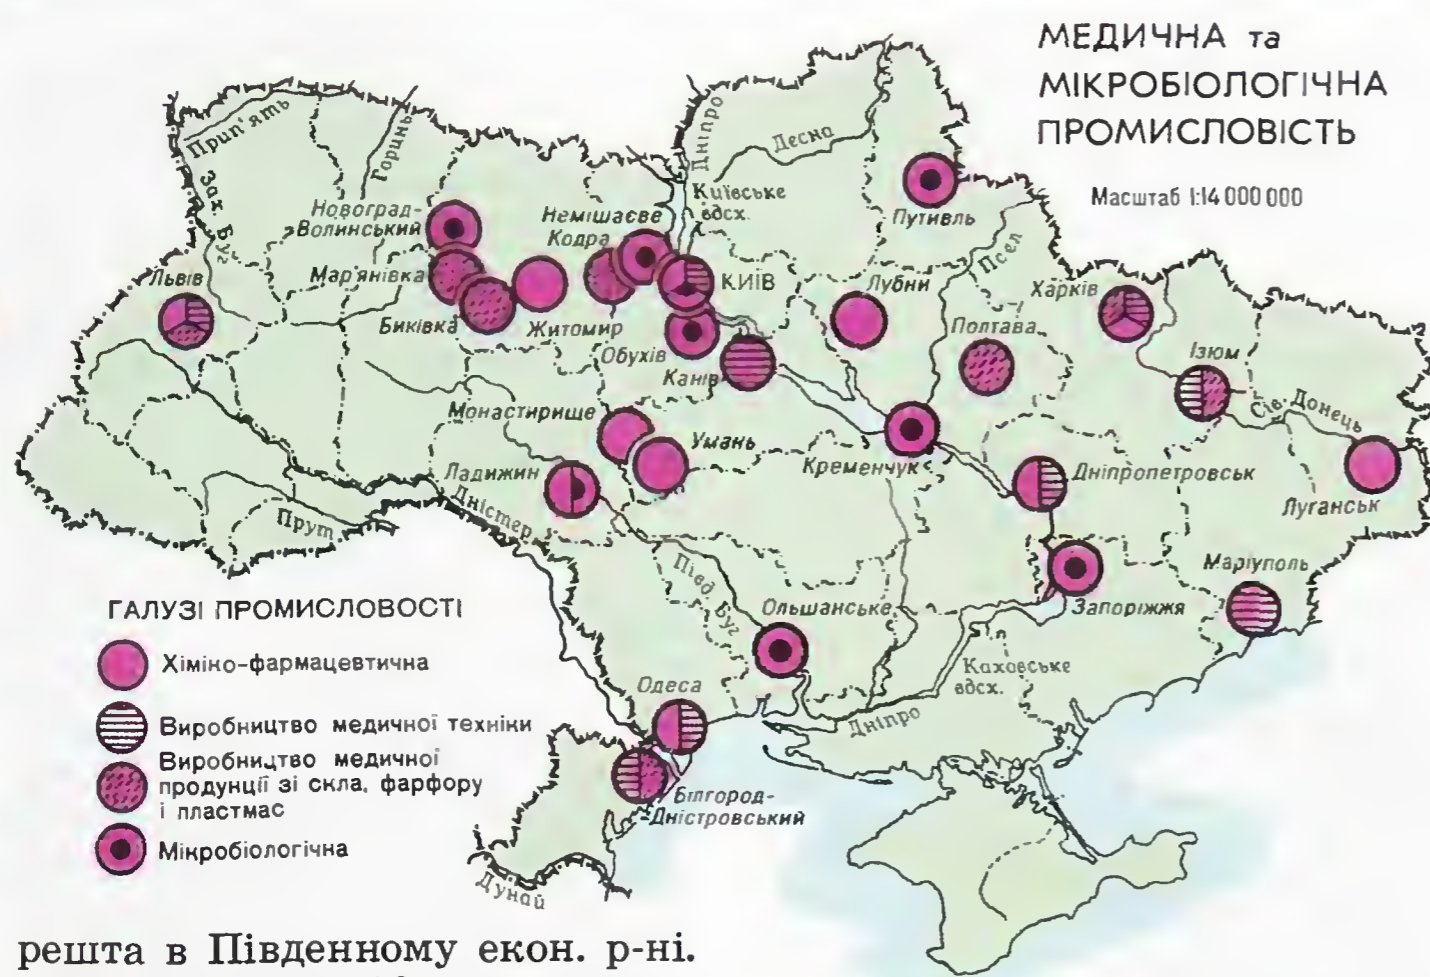 МЕДИЧНА та
МІКРОБІОЛОГІЧНА
ПРОМИСЛОВІСТЬ
Масштаб 1:14 000 000
Прип'ять
Горинь
Зах. Буг
Дніпро
Десна
Київське
вдсх.
Путивль
Псел
Новоград-
Волинський
Немішаєве
Кодра
КИЇВ
Мар'янівка
Львів
Биківка
Житомир
Обухів
Канів
Лубни
Полтава
Харків
Ізюм
Сів. Донець
Луганськ
Монастирище
Умань
Ладижин
Кременчук
Дніпропетровськ
Дністер
Прут
Півд. Буг
Ольшанське
Запоріжжя
Маріуполь
Каховське
вдсх.
Дніпро
Одеса
Білгород-
-Дністровський
Дунай
ГАЛУЗІ ПРОМИСЛОВОСТІ
Хіміко-фармацевтична
Виробництво медичної техніки
Виробництво медичної
продукції зі скла, фарфору
і пластмас
Мікробіологічна
решта в Південному екон. р-ні.